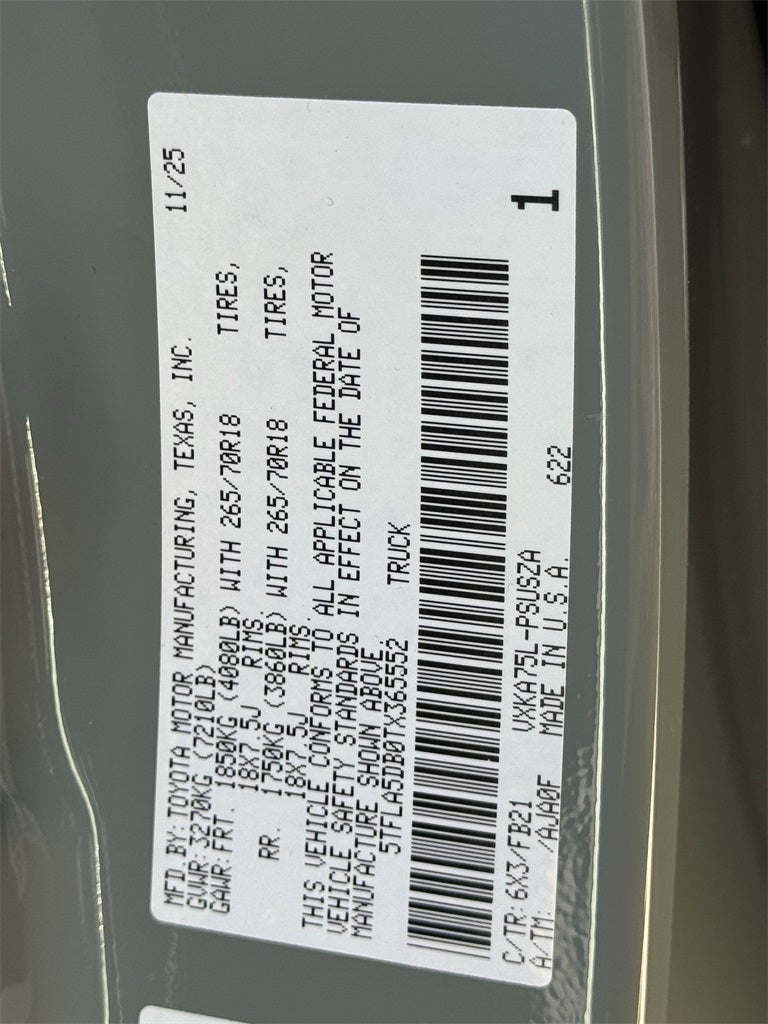 MFD.BY:TOYOTA MOTOR MANUFACTURING, TEXAS, INC. 11/25
GVWR:3270KG (7210LB)
GAWR:FRT. 1850KG (4080LB) WITH 265/70R18 TIRES,
18X7.5J RIMS.
RR. 1750KG (3860LB) WITH 265/70R18 TIRES,
18X7.5J RIMS.
THIS VEHICLE CONFORMS TO ALL APPLICABLE FEDERAL MOTOR
VEHICLE SAFETY STANDARDS IN EFFECT ON THE DATE OF
MANUFACTURE SHOWN ABOVE.
5TFLA5DB0TX365552 TRUCK
C/TR:6X3/FB21 VXKA75L-PSUSZA 1
A/TM: /AJA0F MADE IN U.S.A. 622